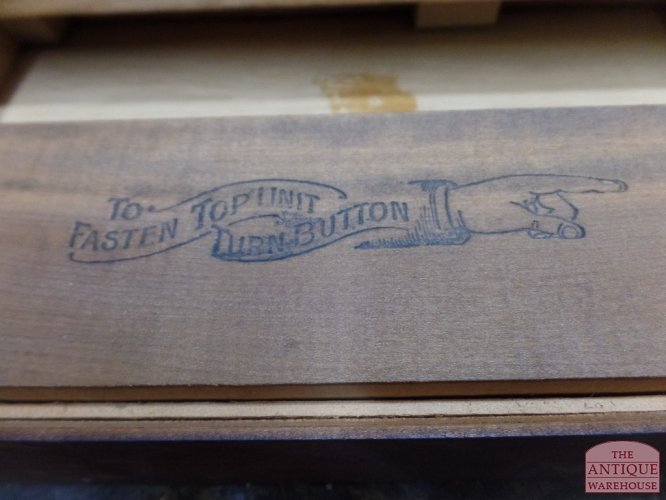 TO
FASTEN TOP UNIT
TURN BUTTON
THE
ANTIQUE
WAREHOUSE